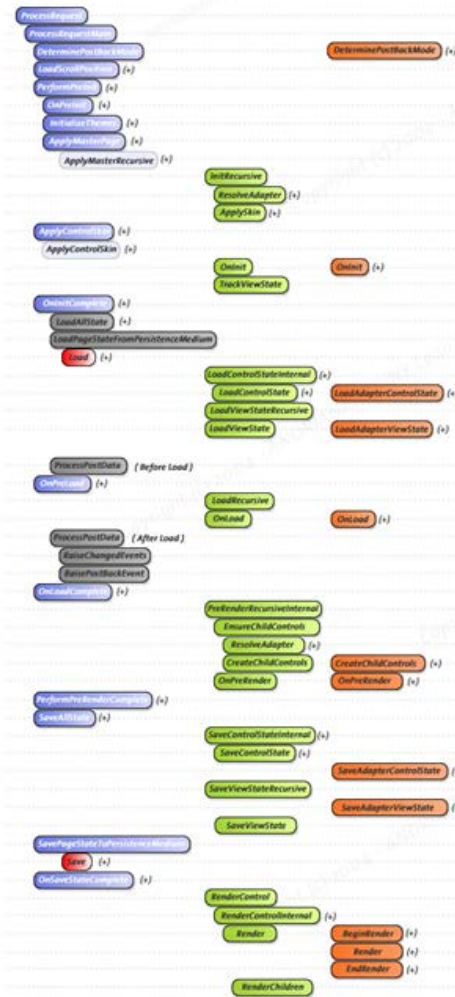 ProcessRequest
ProcessRequestMain
DeterminePostBackMode DeterminePostBackMode (+)
LoadScrollPosition (+)
PerformPreInit (+)
OnPreInit (+)
InitializeThemes (+)
ApplyMasterPage (+)
ApplyMasterRecursive (+)
InitRecursive
ResolveAdapter (+)
ApplySkin (+)
ApplyControlSkin (+)
ApplyControlSkin (+)
OnInit OnInit (+)
TrackViewState
OnInitComplete (+)
LoadAllState (+)
LoadPageStateFromPersistenceMedium
Load (+)
LoadControlStateInternal (+)
LoadControlState (+) LoadAdapterControlState (+)
LoadViewStateRecursive
LoadViewState LoadAdapterViewState (+)
ProcessPostData ( Before Load )
OnPreLoad (+)
LoadRecursive
OnLoad OnLoad (+)
ProcessPostData ( After Load )
RaiseChangedEvents
RaisePostBackEvent
OnLoadComplete (+)
PreRenderRecursiveInternal
EnsureChildControls
ResolveAdapter (+)
CreateChildControls CreateChildControls (+)
OnPreRender OnPreRender (+)
PerformPreRenderComplete (+)
SaveAllState (+)
SaveControlStateInternal (+)
SaveControlState (+)
SaveAdapterControlState (
SaveViewStateRecursive
SaveAdapterViewState (
SaveViewState
SavePageStateToPersistenceMedium
Save (+)
OnSaveStateComplete (+)
RenderControl
RenderControlInternal (+)
Render BeginRender (+)
Render (+)
EndRender (+)
RenderChildren